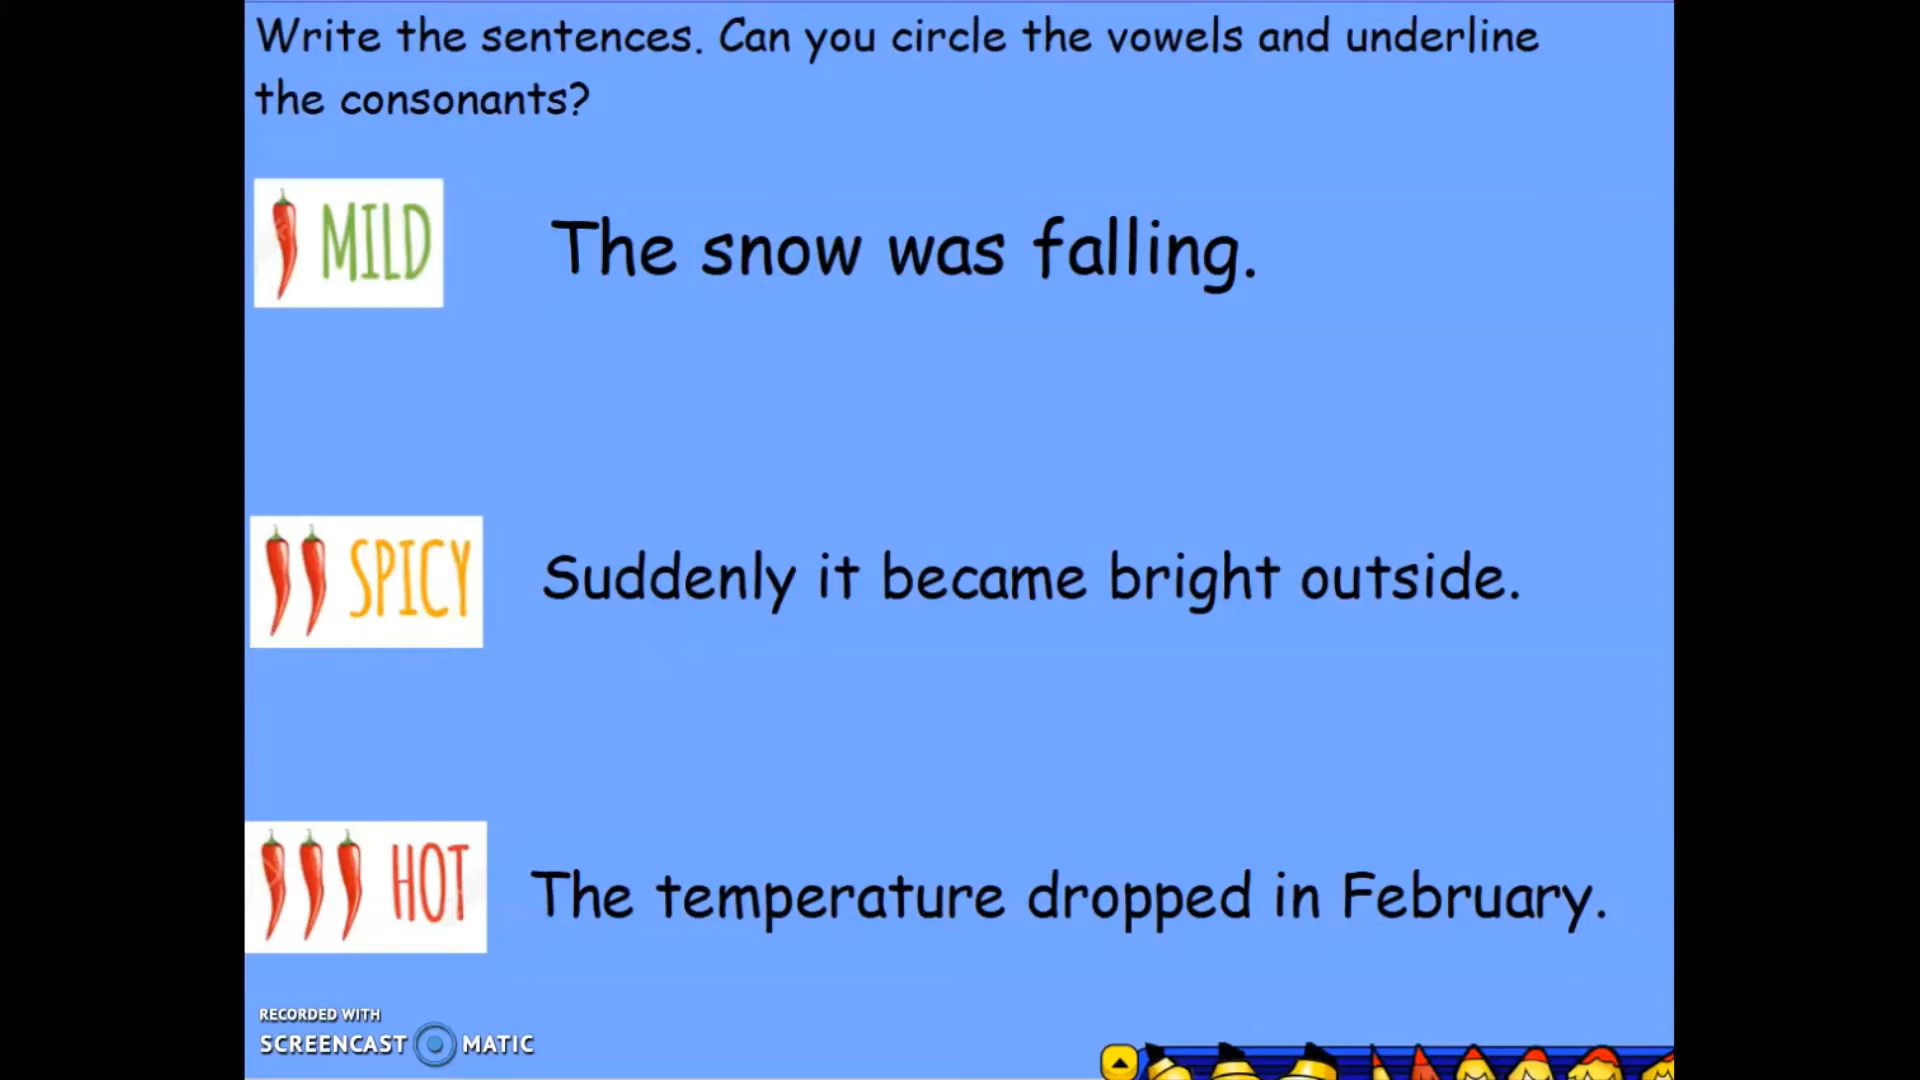 Write the sentences. Can you circle the vowels and underline
the consonants?
MILD
The snow was falling.
SPICY
Suddenly it became bright outside.
HOT
The temperature dropped in February.
RECORDED WITH
SCREENCAST MATIC